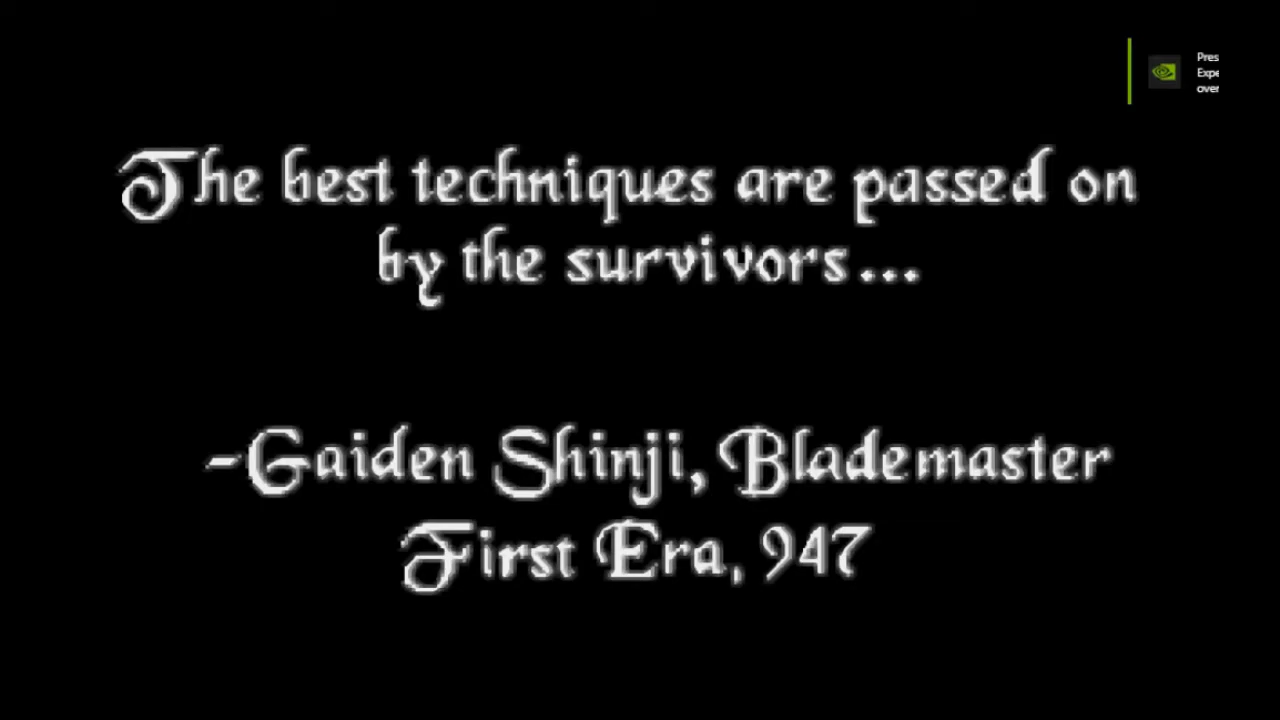 The best techniques are passed on
by the survivors...
-Gaiden Shinji, Blademaster
First Era, 947